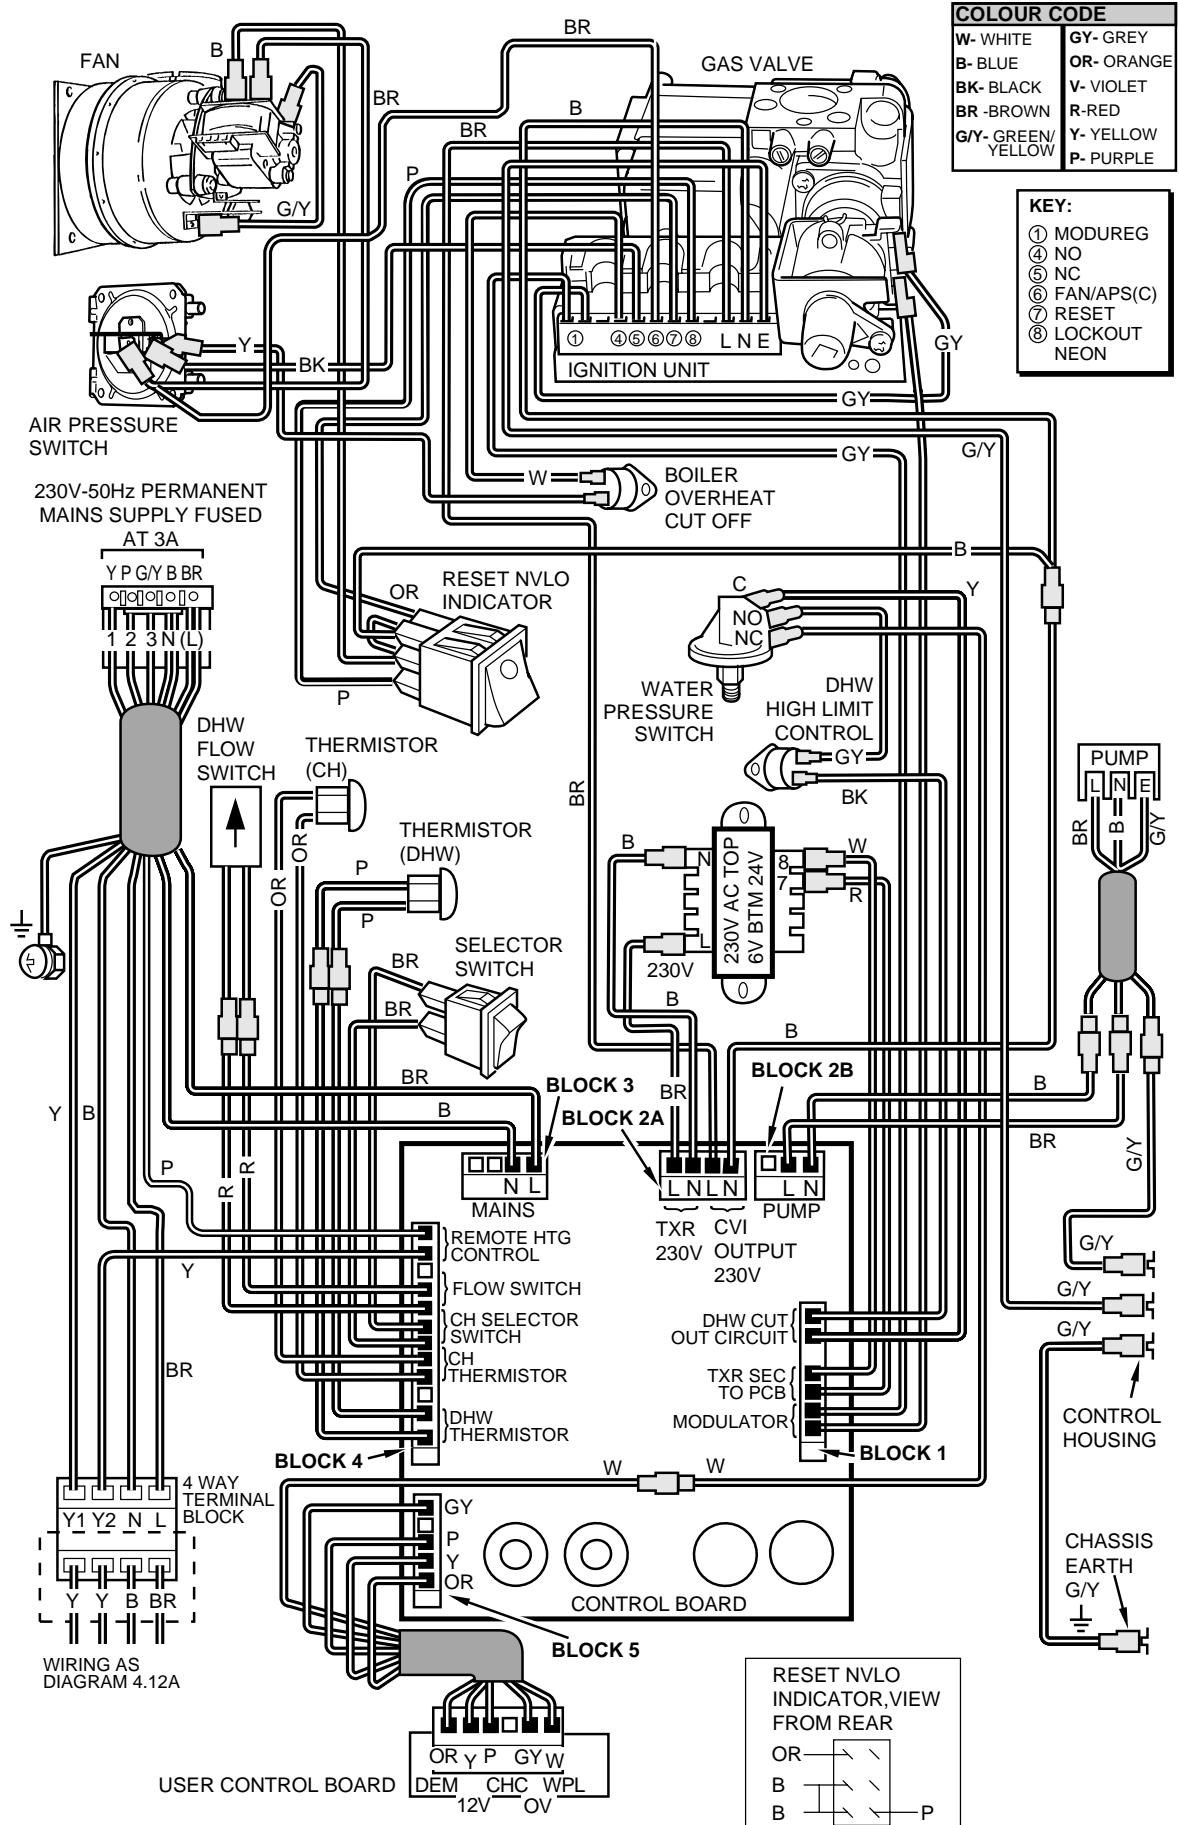 COLOUR CODE
W- WHITE
B- BLUE
BK- BLACK
BR -BROWN
G/Y- GREEN/
YELLOW
GY- GREY
OR- ORANGE
V- VIOLET
R-RED
Y- YELLOW
P- PURPLE
KEY:
① MODUREG
④ NO
⑤ NC
⑥ FAN/APS(C)
⑦ RESET
⑧ LOCKOUT
NEON
FAN
B
BR
BR
BR
B
P
G/Y
GAS VALVE
① ④⑤⑥⑦⑧ L N E
IGNITION UNIT
Y
BK
GY
GY
GY
G/Y
AIR PRESSURE
SWITCH
W
BOILER
OVERHEAT
CUT OFF
230V-50Hz PERMANENT
MAINS SUPPLY FUSED
AT 3A
Y P G/Y B BR
1 2 3 N (L)
B
OR
RESET NVLO
INDICATOR
P
C
NO
NC
Y
WATER
PRESSURE
SWITCH
DHW
HIGH LIMIT
CONTROL
GY
BK
DHW
FLOW
SWITCH
THERMISTOR
(CH)
OR
OR
THERMISTOR
(DHW)
P
P
BR
B
N
L
230V
230V AC TOP
6V BTM 24V
8
7
W
R
PUMP
L N E
BR
B
G/Y
SELECTOR
SWITCH
BR
BR
B
B
BR
B
BR
BLOCK 3
BLOCK 2A
BLOCK 2B
B
BR
G/Y
Y
B
P
R
R
Y
BR
N L
MAINS
L N L N
TXR
230V
CVI
OUTPUT
230V
L N
PUMP
REMOTE HTG
CONTROL
FLOW SWITCH
CH SELECTOR
SWITCH
CH
THERMISTOR
DHW
THERMISTOR
BLOCK 4
DHW CUT
OUT CIRCUIT
TXR SEC
TO PCB
MODULATOR
BLOCK 1
G/Y
G/Y
G/Y
CONTROL
HOUSING
W
W
4 WAY
TERMINAL
BLOCK
Y1 Y2 N L
Y Y B BR
WIRING AS
DIAGRAM 4.12A
GY
P
Y
OR
CONTROL BOARD
BLOCK 5
CHASSIS
EARTH
G/Y
OR Y P GY W
USER CONTROL BOARD
DEM CHC WPL
12V OV
RESET NVLO
INDICATOR,VIEW
FROM REAR
OR
B
B
P